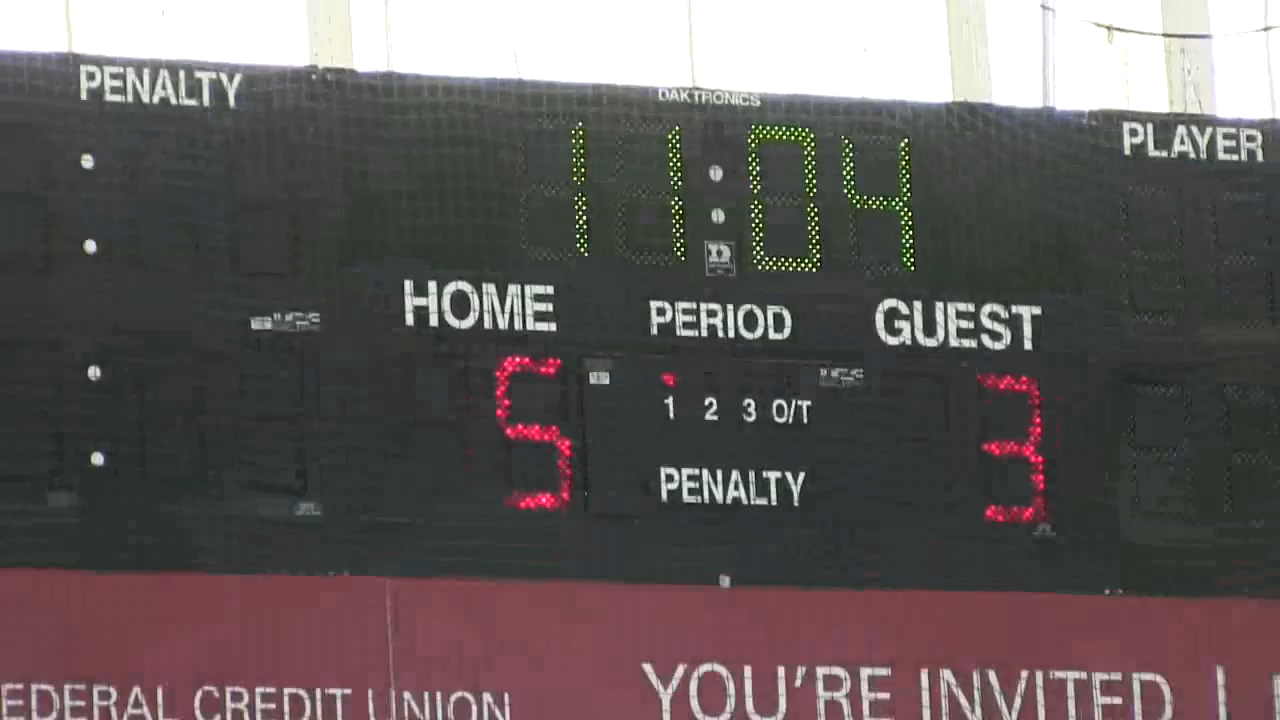 DAKTRONICS
PENALTY
11:04
PLAYER
HOME
PERIOD
GUEST
5
1 2 3 O/T
3
PENALTY
EDERAL CREDIT UNION
YOU'RE INVITED